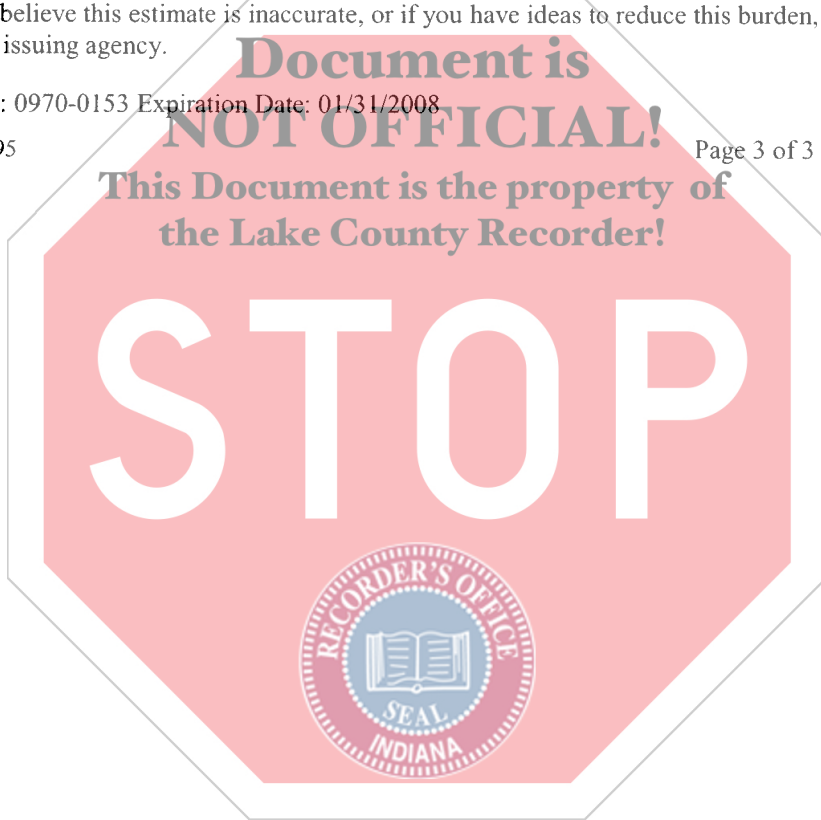 believe this estimate is inaccurate, or if you have ideas to reduce this burden,
issuing agency.
Document is
: 0970-0153 Expiration Date: 01/31/2008
NOT OFFICIAL!
95
Page 3 of 3
This Document is the property of
the Lake County Recorder!
STOP
RECORDER'S OFFICE
SEAL
INDIANA